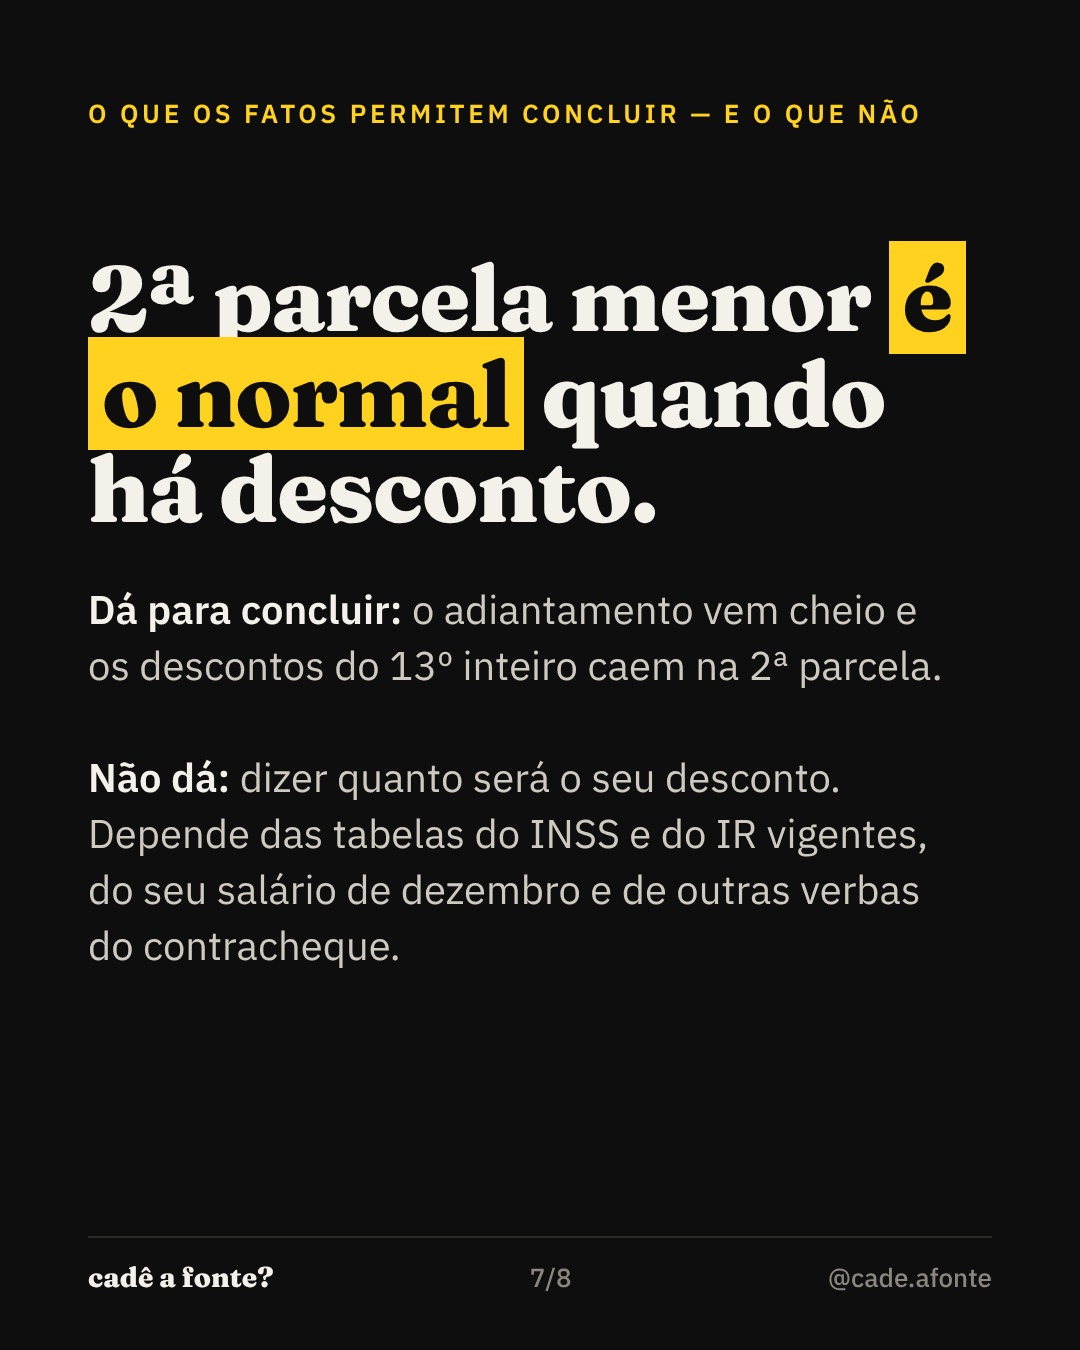 O QUE OS FATOS PERMITEM CONCLUIR — E O QUE NÃO
2ª parcela menor é
o normal quando
há desconto.
Dá para concluir: o adiantamento vem cheio e
os descontos do 13º inteiro caem na 2ª parcela.
Não dá: dizer quanto será o seu desconto.
Depende das tabelas do INSS e do IR vigentes,
do seu salário de dezembro e de outras verbas
do contracheque.
cadê a fonte?
7/8
@cade.afonte